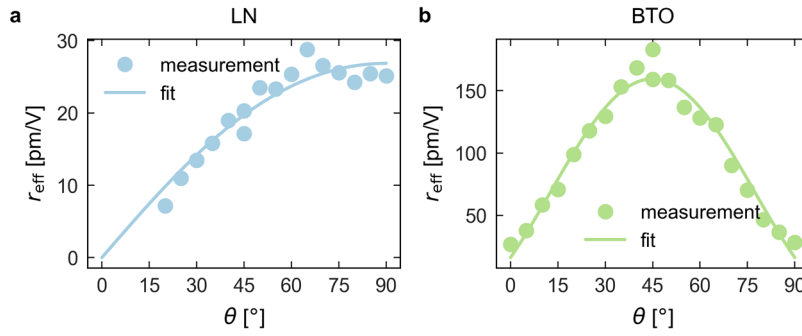 a
LN
30
20
10
0
r_eff [pm/V]
measurement
fit
0 15 30 45 60 75 90
θ [°]
b
BTO
150
100
50
r_eff [pm/V]
measurement
fit
0 15 30 45 60 75 90
θ [°]